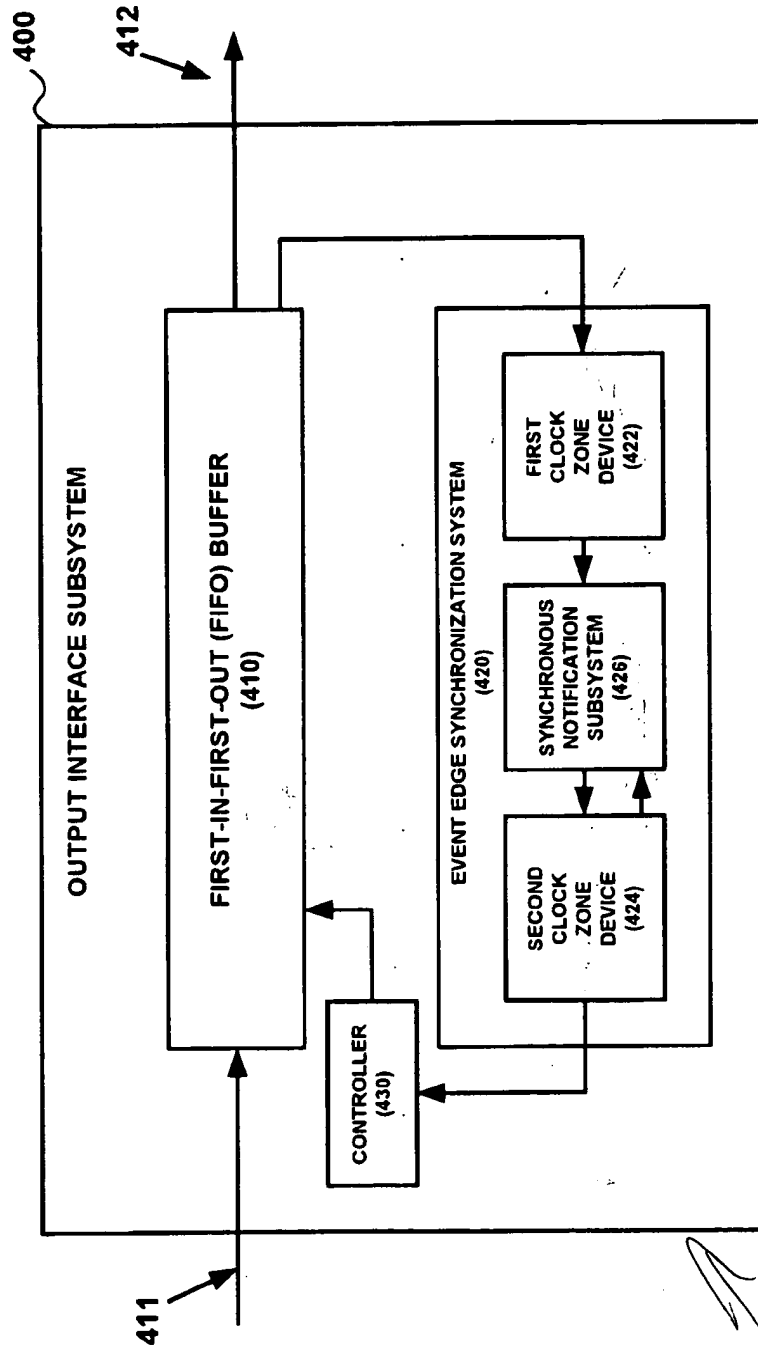 400
412
OUTPUT INTERFACE SUBSYSTEM
FIRST-IN-FIRST-OUT (FIFO) BUFFER
(410)
411
CONTROLLER
(430)
EVENT EDGE SYNCHRONIZATION SYSTEM
(420)
SECOND
CLOCK
ZONE
DEVICE
(424)
SYNCHRONOUS
NOTIFICATION
SUBSYSTEM
(426)
FIRST
CLOCK
ZONE
DEVICE
(422)